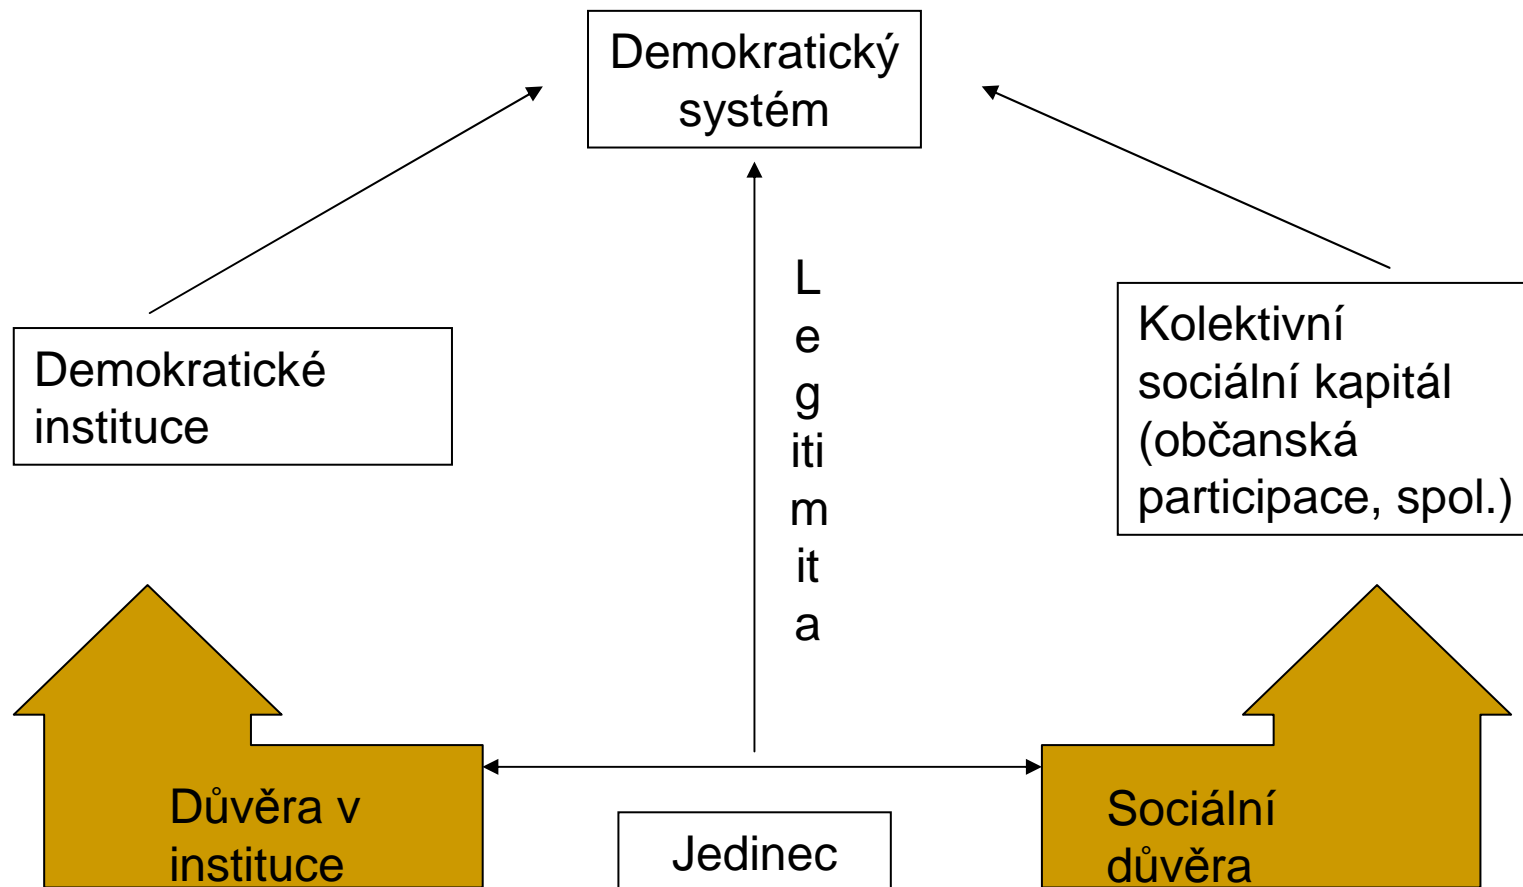 Demokratický
systém
L
e
g
iti
m
it
a
Demokratické
instituce
Kolektivní
sociální kapitál
(občanská
participace, spol.)
Důvěra v
instituce
Jedinec
Sociální
důvěra